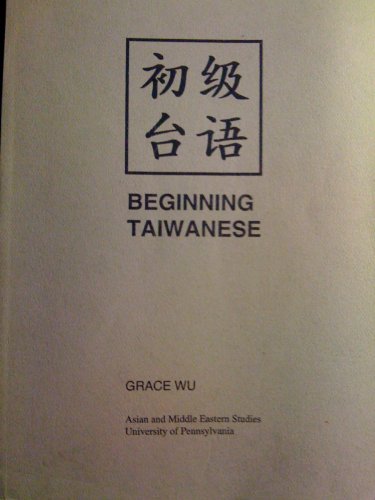 初级
台语
BEGINNING
TAIWANESE
GRACE WU
Asian and Middle Eastern Studies
University of Pennsylvania